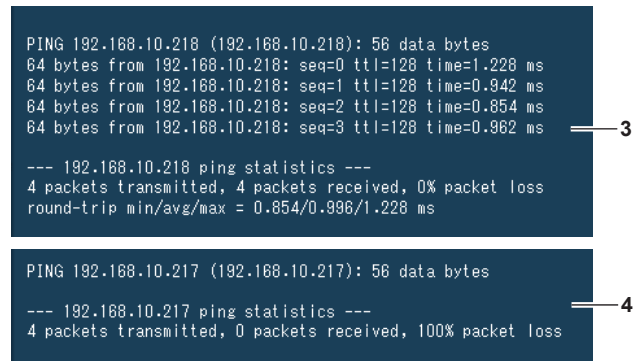 PING 192.168.10.218 (192.168.10.218): 56 data bytes
64 bytes from 192.168.10.218: seq=0 ttl=128 time=1.228 ms
64 bytes from 192.168.10.218: seq=1 ttl=128 time=0.942 ms
64 bytes from 192.168.10.218: seq=2 ttl=128 time=0.854 ms
64 bytes from 192.168.10.218: seq=3 ttl=128 time=0.962 ms
3
--- 192.168.10.218 ping statistics ---
4 packets transmitted, 4 packets received, 0% packet loss
round-trip min/avg/max = 0.854/0.996/1.228 ms
PING 192.168.10.217 (192.168.10.217): 56 data bytes
--- 192.168.10.217 ping statistics ---
4
4 packets transmitted, 0 packets received, 100% packet loss